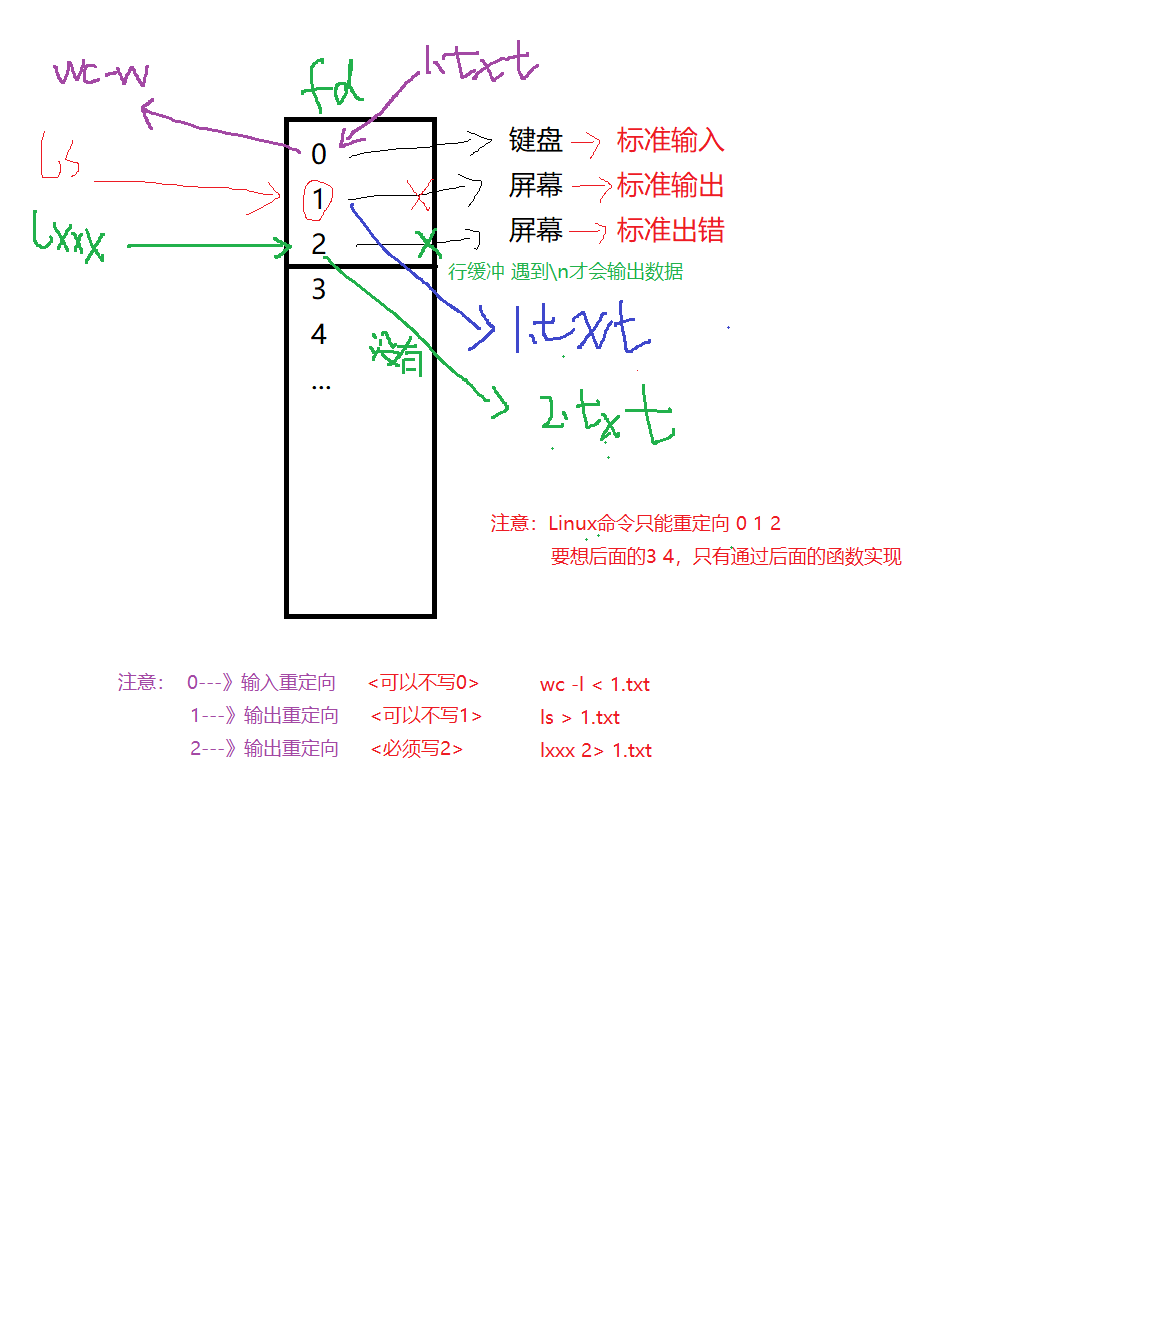 wc-w
fd
1.txt
0 键盘 标准输入
ls
1 屏幕 标准输出
lxxx
2 屏幕 标准出错
行缓冲 遇到\n才会输出数据
3
1.txt
4
没有
...
2.txt
注意：Linux命令只能重定向 0 1 2
要想后面的3 4，只有通过后面的函数实现
注意： 0---》输入重定向 <可以不写0> wc -l < 1.txt
1---》输出重定向 <可以不写1> ls > 1.txt
2---》输出重定向 <必须写2> lxxx 2> 1.txt